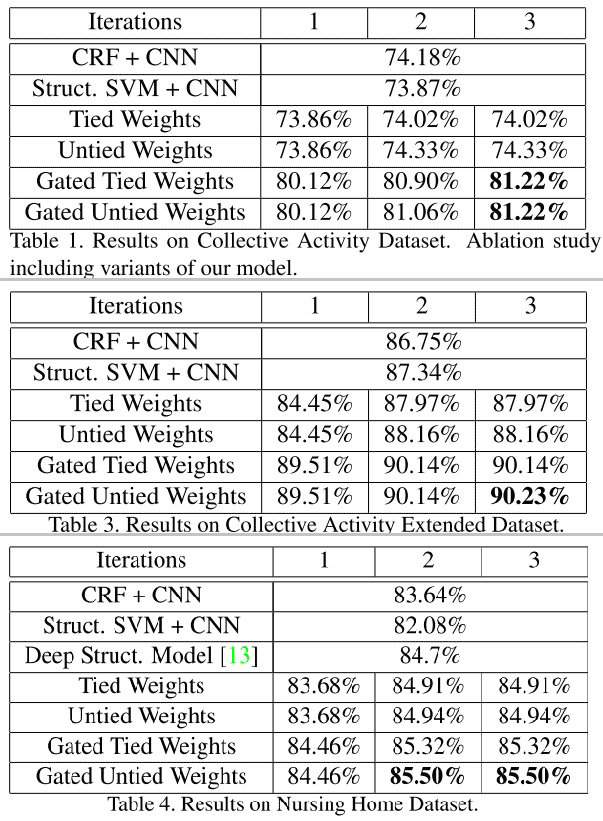 Iterations 1 2 3
CRF + CNN 74.18%
Struct. SVM + CNN 73.87%
Tied Weights 73.86% 74.02% 74.02%
Untied Weights 73.86% 74.33% 74.33%
Gated Tied Weights 80.12% 80.90% 81.22%
Gated Untied Weights 80.12% 81.06% 81.22%
Table 1. Results on Collective Activity Dataset. Ablation study
including variants of our model.
Iterations 1 2 3
CRF + CNN 86.75%
Struct. SVM + CNN 87.34%
Tied Weights 84.45% 87.97% 87.97%
Untied Weights 84.45% 88.16% 88.16%
Gated Tied Weights 89.51% 90.14% 90.14%
Gated Untied Weights 89.51% 90.14% 90.23%
Table 3. Results on Collective Activity Extended Dataset.
Iterations 1 2 3
CRF + CNN 83.64%
Struct. SVM + CNN 82.08%
Deep Struct. Model [13] 84.7%
Tied Weights 83.68% 84.91% 84.91%
Untied Weights 83.68% 84.94% 84.94%
Gated Tied Weights 84.46% 85.32% 85.32%
Gated Untied Weights 84.46% 85.50% 85.50%
Table 4. Results on Nursing Home Dataset.